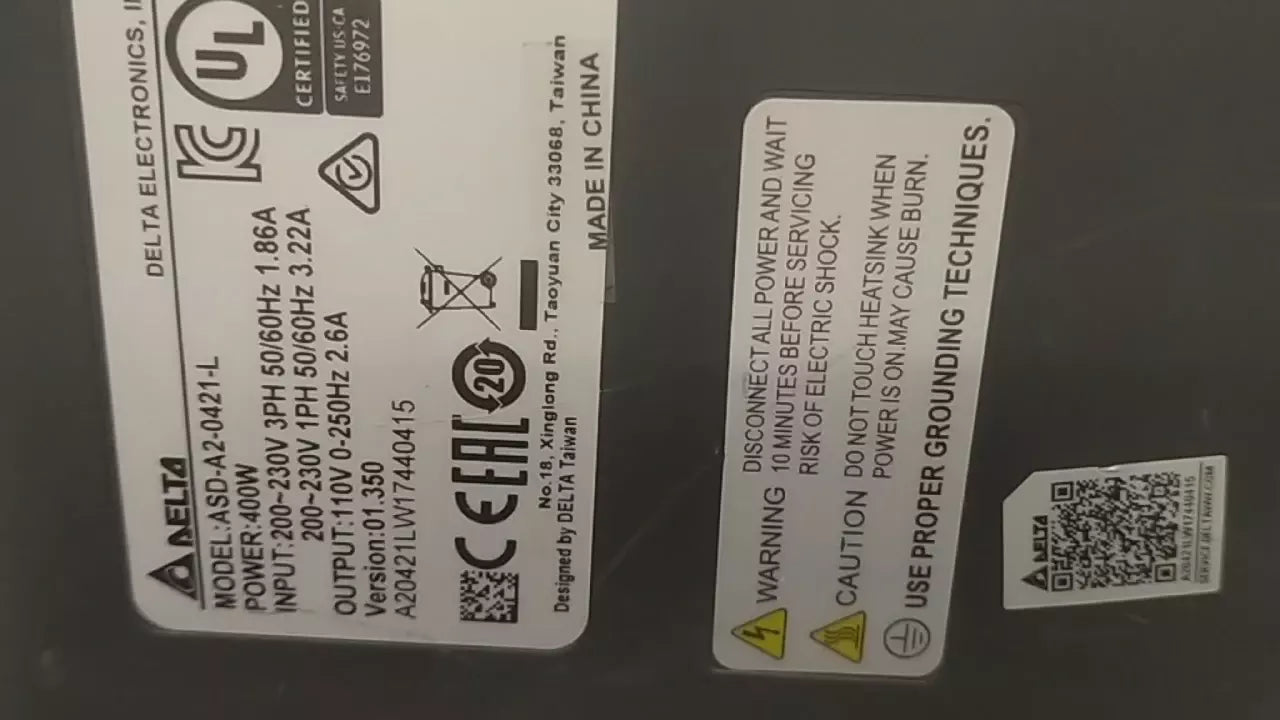 DELTA
DELTA ELECTRONICS, I
MODEL:ASD-A2-0421-L
POWER:400W
INPUT:200~230V 3PH 50/60Hz 1.86A
200~230V 1PH 50/60Hz 3.22A
OUTPUT:110V 0-250Hz 2.6A
Version:01.350
A20421LW17440415
UL
CERTIFIED
SAFETY US-CA
E176972
CE EAC 20
No.18, Xinglong Rd., Taoyuan City 33068, Taiwan
Designed by DELTA Taiwan
MADE IN CHINA
WARNING DISCONNECT ALL POWER AND WAIT
10 MINUTES BEFORE SERVICING
RISK OF ELECTRIC SHOCK.
CAUTION DO NOT TOUCH HEATSINK WHEN
POWER IS ON.MAY CAUSE BURN.
USE PROPER GROUNDING TECHNIQUES.
DELTA
A20421LW17440415